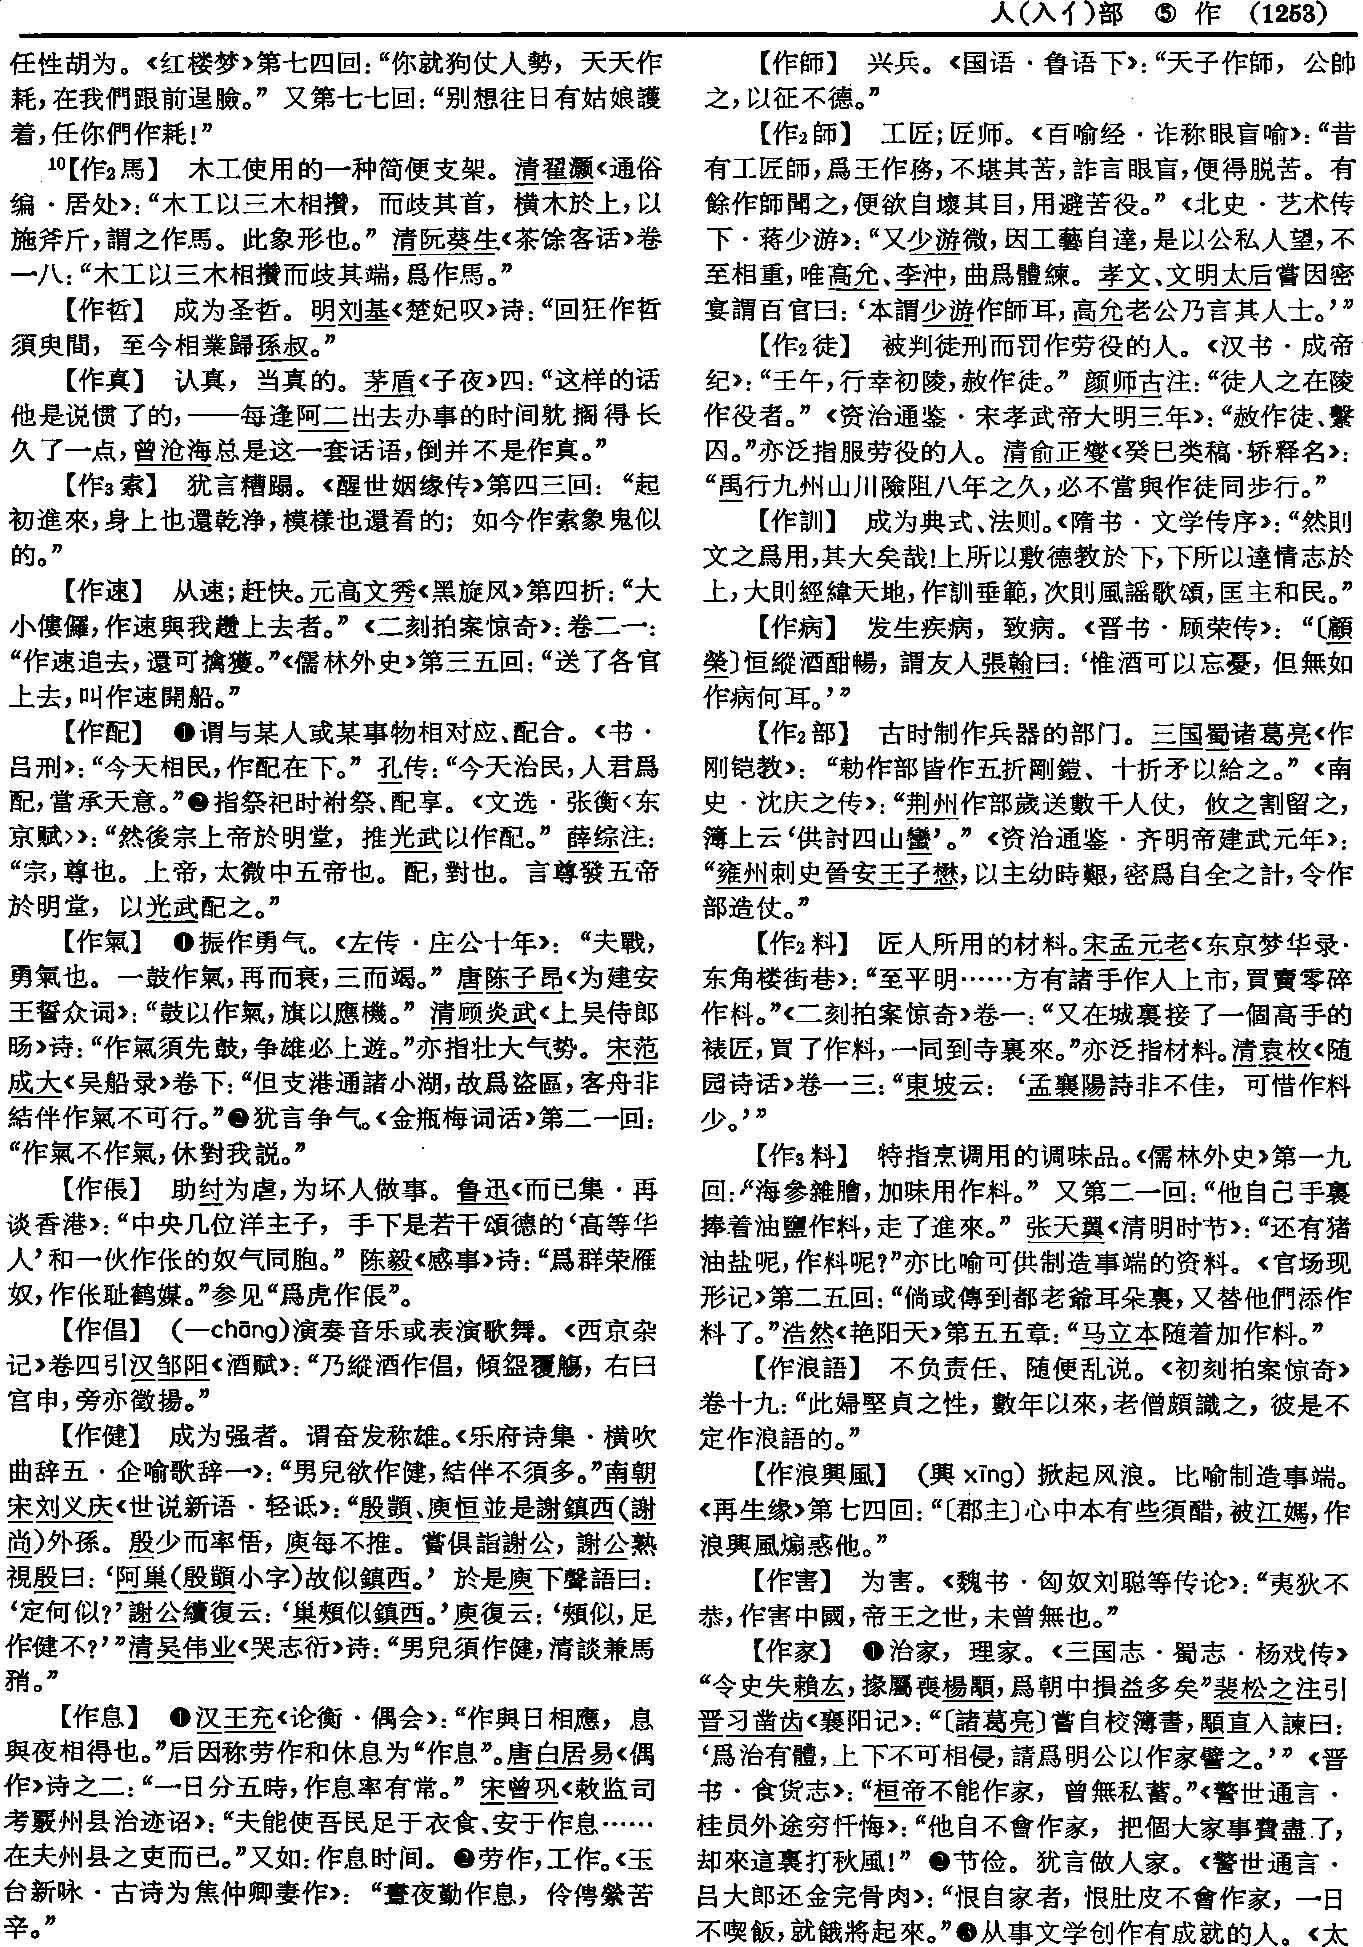 人(入亻)部 ⑤ 作 (1253)
任性胡为。《红楼梦》第七四回：“你就狗仗人勢，天天作
耗，在我們跟前逞臉。” 又第七七回：“别想往日有姑娘護
着，任你們作耗！”
¹⁰【作₂馬】 木工使用的一种简便支架。清翟灝《通俗
编·居处》：“木工以三木相攢，而歧其首，横木於上，以
施斧斤，謂之作馬。此象形也。” 清阮葵生《茶馀客话》卷
一八：“木工以三木相攢而歧其端，爲作馬。”
【作哲】 成为圣哲。明刘基《楚妃叹》诗：“回狂作哲
須臾間，至今相業歸孫叔。”
【作真】 认真，当真的。茅盾《子夜》四：“这样的话
他是说惯了的，——每逢阿二出去办事的时间躭搁得长
久了一点，曾沧海总是这一套话语，倒并不是作真。”
【作₃索】 犹言糟蹋。《醒世姻缘传》第四三回：“起
初進來，身上也還乾净，模樣也還看的；如今作索象鬼似
的。”
【作速】 从速；赶快。元高文秀《黑旋风》第四折：“大
小僂儸，作速與我趲上去者。” 《二刻拍案惊奇》：卷二一：
“作速追去，還可擒獲。”《儒林外史》第三五回：“送了各官
上去，叫作速開船。”
【作配】 ❶谓与某人或某事物相对应、配合。《书·
吕刑》：“今天相民，作配在下。” 孔传：“今天治民，人君爲
配，當承天意。”❷指祭祀时祔祭、配享。《文选·张衡〈东
京赋〉》：“然後宗上帝於明堂，推光武以作配。” 薛综注：
“宗，尊也。上帝，太微中五帝也。配，對也。言尊發五帝
於明堂，以光武配之。”
【作氣】 ❶振作勇气。《左传·庄公十年》：“夫戰，
勇氣也。一鼓作氣，再而衰，三而竭。” 唐陈子昂《为建安
王誓众词》：“鼓以作氣，旗以應機。” 清顾炎武《上吴侍郎
旸》诗：“作氣須先鼓，争雄必上遊。”亦指壮大气势。宋范
成大《吴船录》卷下：“但支港通諸小湖，故爲盗區，客舟非
結伴作氣不可行。”❷犹言争气。《金瓶梅词话》第二一回：
“作氣不作氣，休對我説。”
【作倀】 助纣为虐，为坏人做事。鲁迅《而已集·再
谈香港》：“中央几位洋主子，手下是若干頌德的‘高等华
人’和一伙作伥的奴气同胞。” 陈毅《感事》诗：“爲群荣雁
奴，作伥耻鹤媒。”参见“爲虎作倀”。
【作倡】 （—chāng）演奏音乐或表演歌舞。《西京杂
记》卷四引汉邹阳《酒赋》：“乃縱酒作倡，傾盌覆觴，右曰
宫申，旁亦徵揚。”
【作健】 成为强者。谓奋发称雄。《乐府诗集·横吹
曲辞五·企喻歌辞一》：“男兒欲作健，結伴不須多。”南朝
宋刘义庆《世说新语·轻诋》：“殷顗、庾恒並是謝鎮西（謝
尚）外孫。殷少而率悟，庾每不推。嘗俱詣謝公，謝公熟
視殷曰：‘阿巢（殷顗小字）故似鎮西。’ 於是庾下聲語曰：
‘定何似？’謝公續復云：‘巢頰似鎮西。’庾復云：‘頰似，足
作健不？’”清吴伟业《哭志衍》诗：“男兒須作健，清談兼馬
矟。”
【作息】 ❶汉王充《论衡·偶会》：“作與日相應，息
與夜相得也。”后因称劳作和休息为“作息”。唐白居易《偶
作》诗之二：“一日分五時，作息率有常。” 宋曾巩《敕监司
考覈州县治迹诏》：“夫能使吾民足于衣食、安于作息……
在夫州县之吏而已。”又如：作息时间。❷劳作，工作。《玉
台新咏·古诗为焦仲卿妻作》：“晝夜勤作息，伶俜縈苦
辛。”
【作師】 兴兵。《国语·鲁语下》：“天子作師，公帥
之，以征不德。”
【作₂師】 工匠；匠师。《百喻经·诈称眼盲喻》：“昔
有工匠師，爲王作務，不堪其苦，詐言眼盲，便得脱苦。有
餘作師聞之，便欲自壞其目，用避苦役。” 《北史·艺术传
下·蒋少游》：“又少游微，因工藝自達，是以公私人望，不
至相重，唯高允、李沖，曲爲體練。孝文、文明太后嘗因密
宴謂百官曰：‘本謂少游作師耳，高允老公乃言其人士。’”
【作₂徒】 被判徒刑而罚作劳役的人。《汉书·成帝
纪》：“壬午，行幸初陵，赦作徒。” 颜师古注：“徒人之在陵
作役者。” 《资治通鉴·宋孝武帝大明三年》：“赦作徒、繫
囚。”亦泛指服劳役的人。清俞正燮《癸巳类稿·轿释名》：
“禹行九州山川險阻八年之久，必不當與作徒同步行。”
【作訓】 成为典式、法则。《隋书·文学传序》：“然則
文之爲用，其大矣哉！上所以敷德教於下，下所以達情志於
上，大則經緯天地，作訓垂範，次則風謡歌頌，匡主和民。”
【作病】 发生疾病，致病。《晋书·顾荣传》：“〔顧
榮〕恒縱酒酣暢，謂友人張翰曰：‘惟酒可以忘憂，但無如
作病何耳。’”
【作₂部】 古时制作兵器的部门。三国蜀诸葛亮《作
刚铠教》：“勅作部皆作五折剛鎧、十折矛以給之。” 《南
史·沈庆之传》：“荆州作部歲送數千人仗，攸之割留之，
簿上云‘供討四山蠻’。” 《资治通鉴·齐明帝建武元年》：
“雍州刺史晉安王子懋，以主幼時艱，密爲自全之計，令作
部造仗。”
【作₂料】 匠人所用的材料。宋孟元老《东京梦华录·
东角楼街巷》：“至平明……方有諸手作人上市，買賣零碎
作料。”《二刻拍案惊奇》卷一：“又在城裏接了一個高手的
裱匠，買了作料，一同到寺裏來。”亦泛指材料。清袁枚《随
园诗话》卷一三：“東坡云：‘孟襄陽詩非不佳，可惜作料
少。’”
【作₃料】 特指烹调用的调味品。《儒林外史》第一九
回：“海参雜膾，加味用作料。” 又第二一回：“他自己手裏
捧着油鹽作料，走了進來。” 张天翼《清明时节》：“还有猪
油盐呢，作料呢？”亦比喻可供制造事端的资料。《官场现
形记》第二五回：“倘或傳到都老爺耳朵裏，又替他們添作
料了。”浩然《艳阳天》第五五章：“马立本随着加作料。”
【作浪語】 不负责任、随便乱说。《初刻拍案惊奇》
卷十九：“此婦堅貞之性，數年以來，老僧頗識之，彼是不
定作浪語的。”
【作浪興風】 （興 xīng）掀起风浪。比喻制造事端。
《再生缘》第七四回：“〔郡主〕心中本有些須醋，被江媽，作
浪興風煽惑他。”
【作害】 为害。《魏书·匈奴刘聪等传论》：“夷狄不
恭，作害中國，帝王之世，未曾無也。”
【作家】 ❶治家，理家。《三国志·蜀志·杨戏传》
“令史失賴厷，掾屬喪楊顒，爲朝中損益多矣”裴松之注引
晋习凿齿《襄阳记》：“〔諸葛亮〕嘗自校簿書，顒直入諫曰：
‘爲治有體，上下不可相侵，請爲明公以作家譬之。’” 《晋
书·食货志》：“桓帝不能作家，曾無私蓄。”《警世通言·
桂员外途穷忏悔》：“他自不會作家，把個大家事費盡了，
却來這裏打秋風！” ❷节俭。犹言做人家。《警世通言·
吕大郎还金完骨肉》：“恨自家者，恨肚皮不會作家，一日
不喫飯，就餓將起來。”❸从事文学创作有成就的人。《太